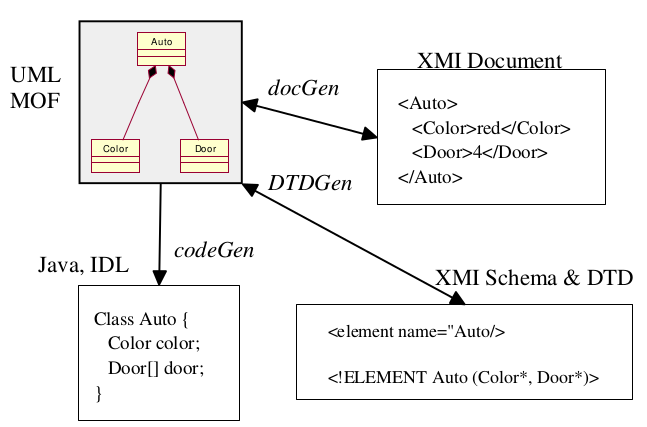 UML
MOF
Auto
Color
Door
docGen
XMI Document
<Auto>
<Color>red</Color>
<Door>4</Door>
</Auto>
DTDGen
codeGen
Java, IDL
Class Auto {
Color color;
Door[] door;
}
XMI Schema & DTD
<element name="Auto/>
<!ELEMENT Auto (Color*, Door*)>